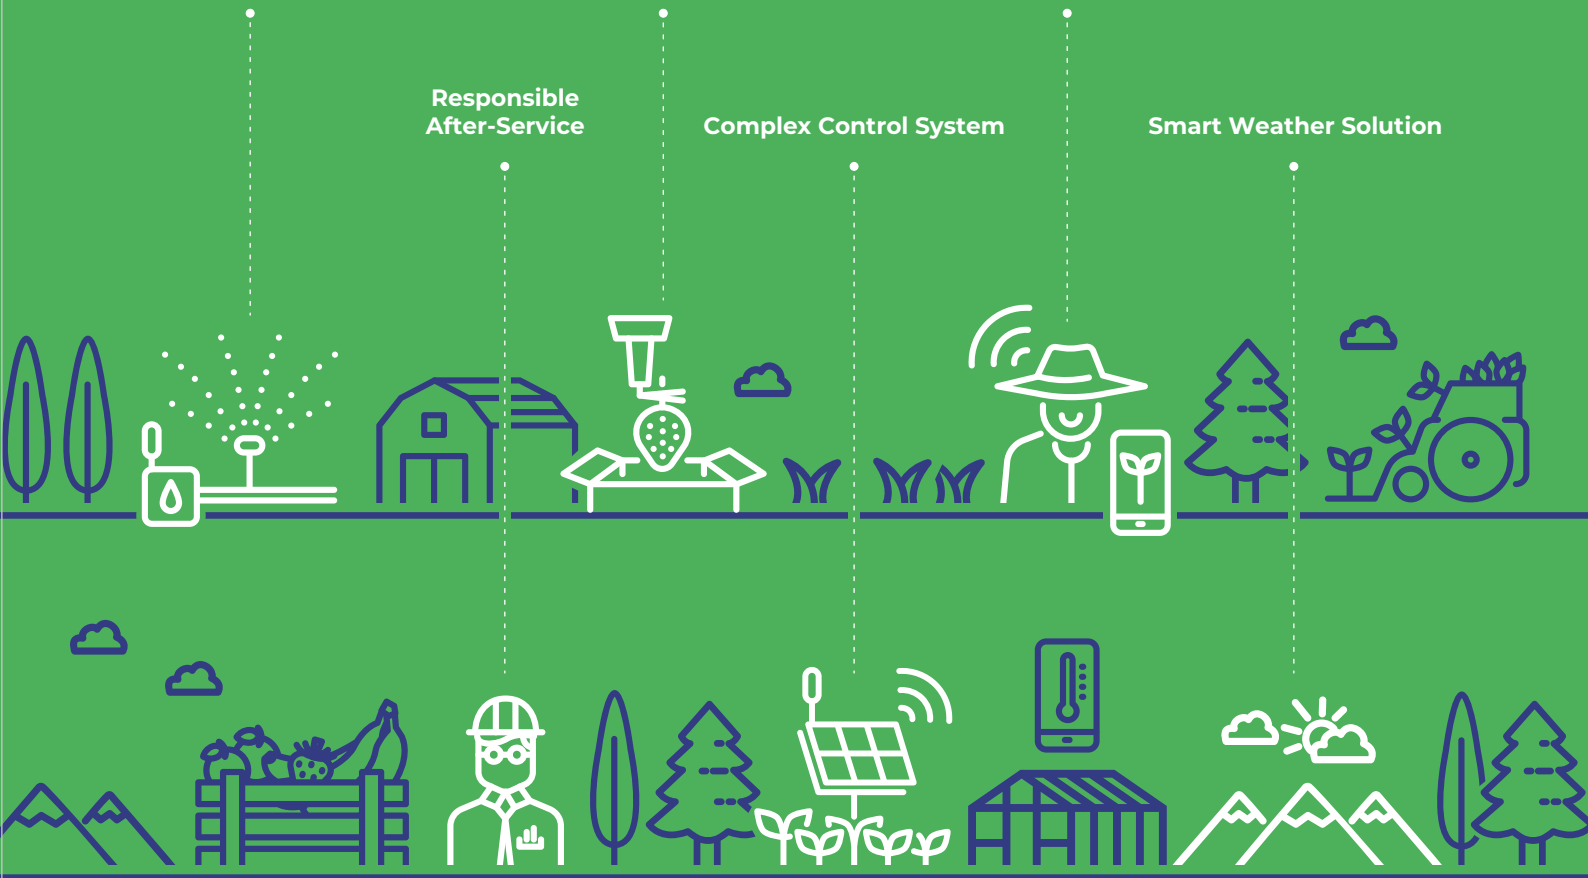 Responsible
After-Service
Complex Control System
Smart Weather Solution